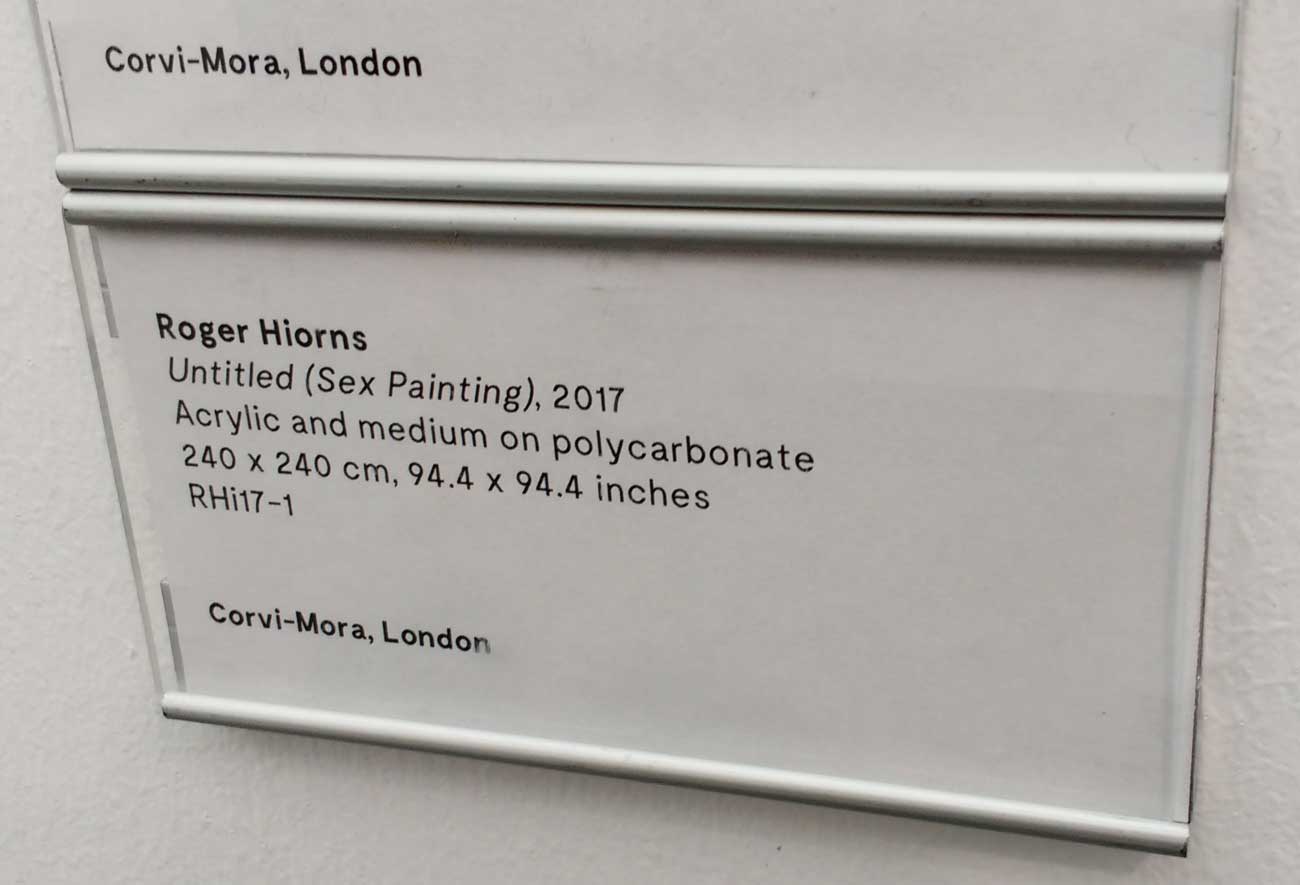 Corvi-Mora, London
Roger Hiorns
Untitled (Sex Painting), 2017
Acrylic and medium on polycarbonate
240 x 240 cm, 94.4 x 94.4 inches
RHi17-1
Corvi-Mora, London